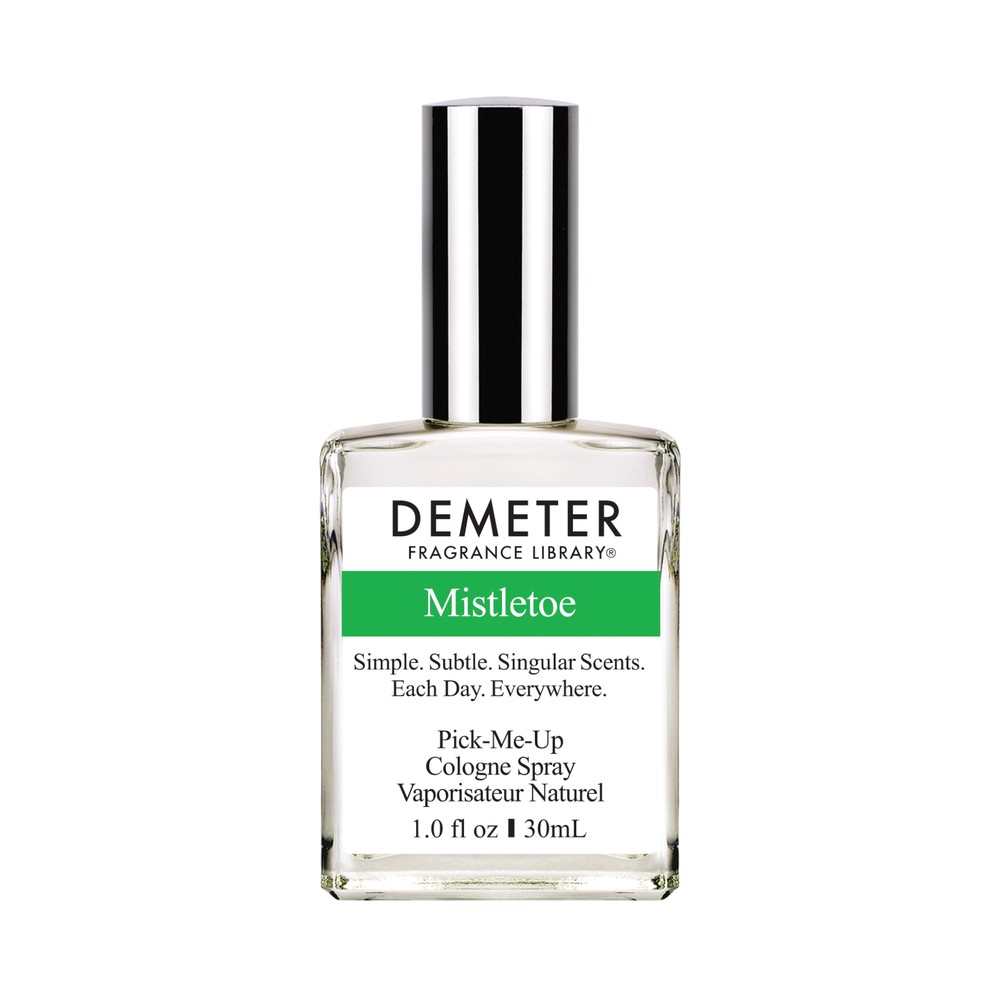 DEMETER
FRAGRANCE LIBRARY®
Mistletoe
Simple. Subtle. Singular Scents.
Each Day. Everywhere.
Pick-Me-Up
Cologne Spray
Vaporisateur Naturel
1.0 fl oz ▌ 30mL